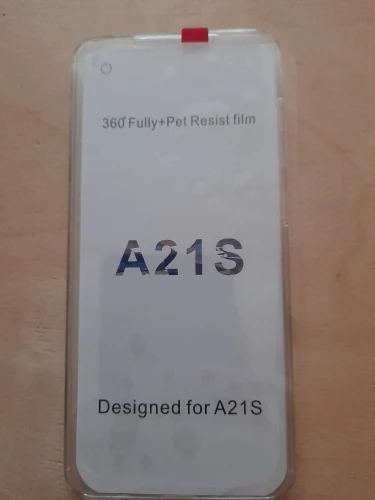 360°Fully+Pet Resist film
A21S
Designed for A21S